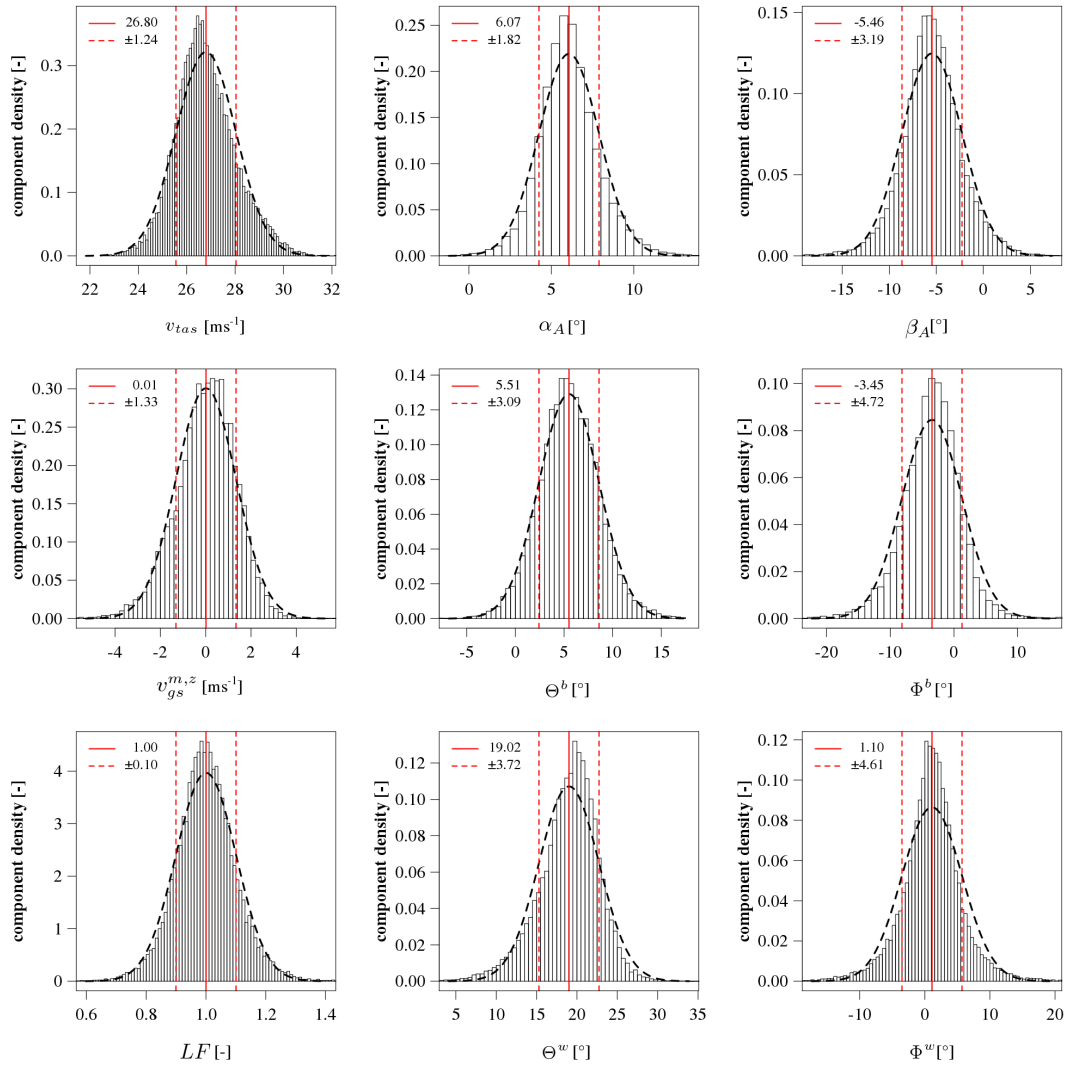 26.80
±1.24
component density [-]
0.3
0.2
0.1
0.0
22 24 26 28 30 32
v_tas [ms⁻¹]
6.07
±1.82
component density [-]
0.25
0.20
0.15
0.10
0.05
0.00
0 5 10
α_A [°]
-5.46
±3.19
component density [-]
0.15
0.10
0.05
0.00
-15 -10 -5 0 5
β_A [°]
0.01
±1.33
component density [-]
0.30
0.25
0.20
0.15
0.10
0.05
0.00
-4 -2 0 2 4
v_gs^m,z [ms⁻¹]
5.51
±3.09
component density [-]
0.14
0.12
0.10
0.08
0.06
0.04
0.02
0.00
-5 0 5 10 15
Θ^b [°]
-3.45
±4.72
component density [-]
0.10
0.08
0.06
0.04
0.02
0.00
-20 -10 0 10
Φ^b [°]
1.00
±0.10
component density [-]
4
3
2
1
0
0.6 0.8 1.0 1.2 1.4
LF [-]
19.02
±3.72
component density [-]
0.12
0.10
0.08
0.06
0.04
0.02
0.00
5 10 15 20 25 30 35
Θ^w [°]
1.10
±4.61
component density [-]
0.12
0.10
0.08
0.06
0.04
0.02
0.00
-10 0 10 20
Φ^w [°]